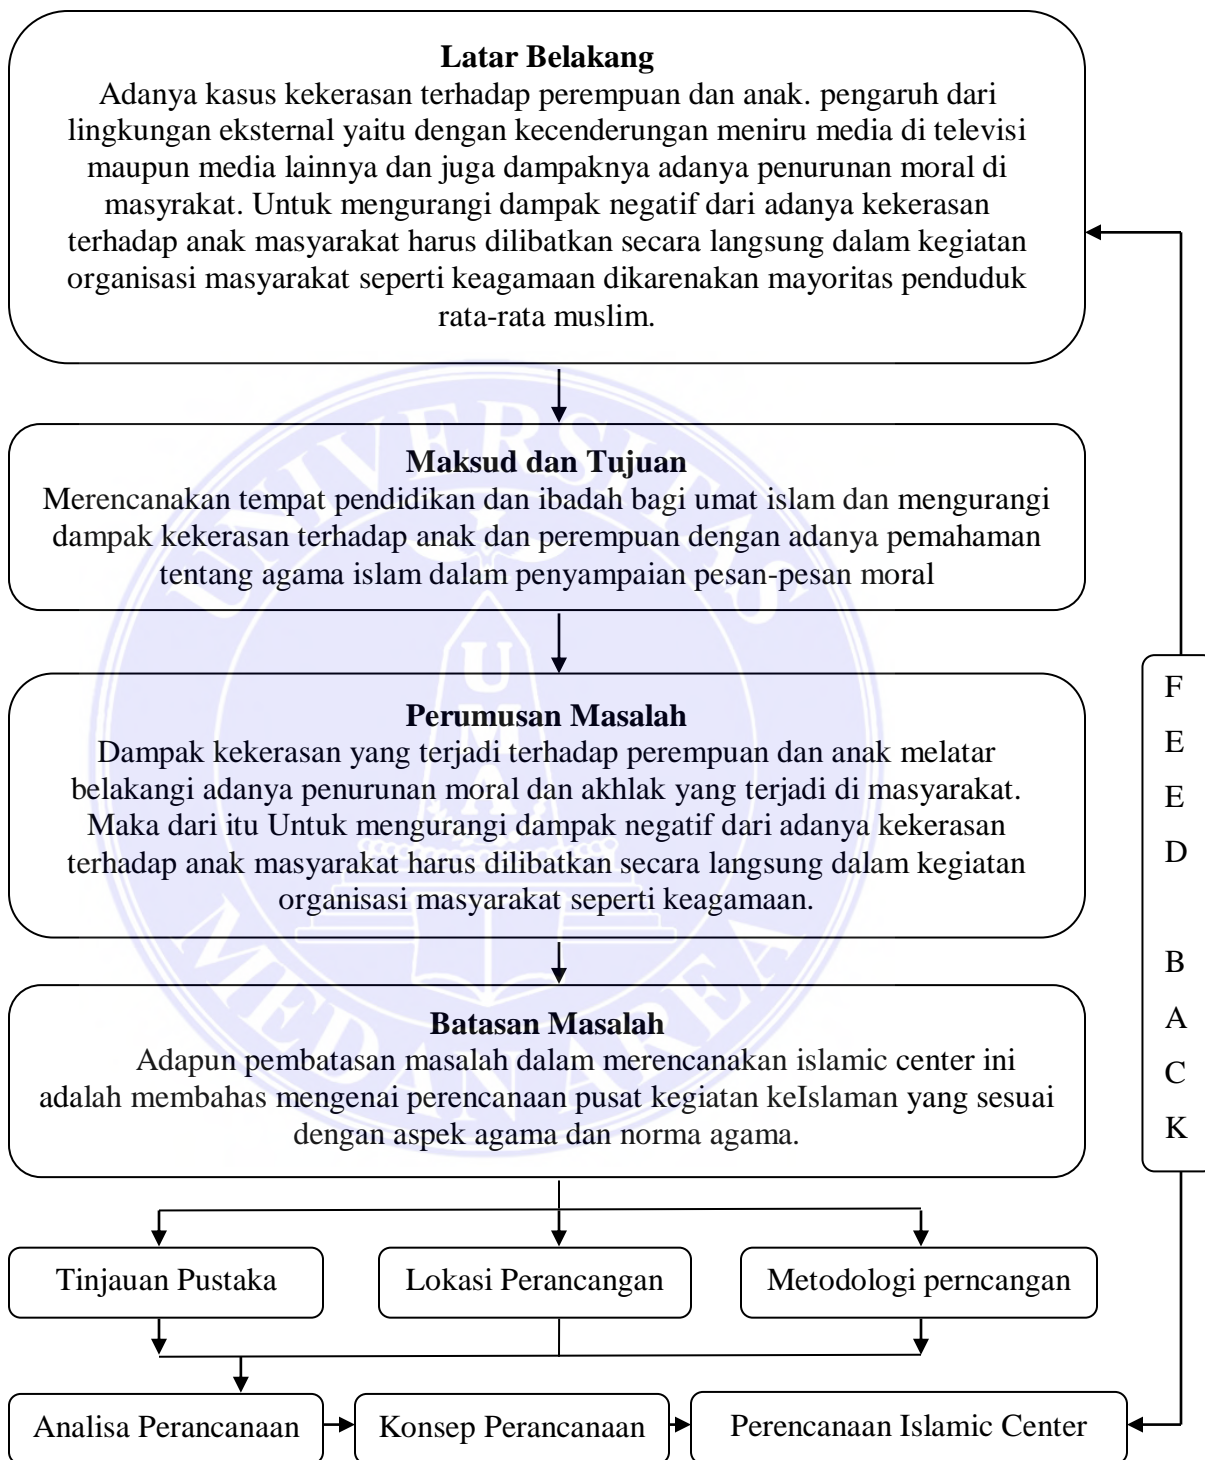 Latar Belakang
Adanya kasus kekerasan terhadap perempuan dan anak. pengaruh dari
lingkungan eksternal yaitu dengan kecenderungan meniru media di televisi
maupun media lainnya dan juga dampaknya adanya penurunan moral di
masyrakat. Untuk mengurangi dampak negatif dari adanya kekerasan
terhadap anak masyarakat harus dilibatkan secara langsung dalam kegiatan
organisasi masyarakat seperti keagamaan dikarenakan mayoritas penduduk
rata-rata muslim.
Maksud dan Tujuan
Merencanakan tempat pendidikan dan ibadah bagi umat islam dan mengurangi
dampak kekerasan terhadap anak dan perempuan dengan adanya pemahaman
tentang agama islam dalam penyampaian pesan-pesan moral
Perumusan Masalah
Dampak kekerasan yang terjadi terhadap perempuan dan anak melatar
belakangi adanya penurunan moral dan akhlak yang terjadi di masyarakat.
Maka dari itu Untuk mengurangi dampak negatif dari adanya kekerasan
terhadap anak masyarakat harus dilibatkan secara langsung dalam kegiatan
organisasi masyarakat seperti keagamaan.
Batasan Masalah
Adapun pembatasan masalah dalam merencanakan islamic center ini
adalah membahas mengenai perencanaan pusat kegiatan keIslaman yang sesuai
dengan aspek agama dan norma agama.
Tinjauan Pustaka
Lokasi Perancangan
Metodologi perncangan
Analisa Perancanaan
Konsep Perancanaan
Perencanaan Islamic Center
F
E
E
D
B
A
C
K
UNIVERSITAS
MEDAN AREA
U
M
A